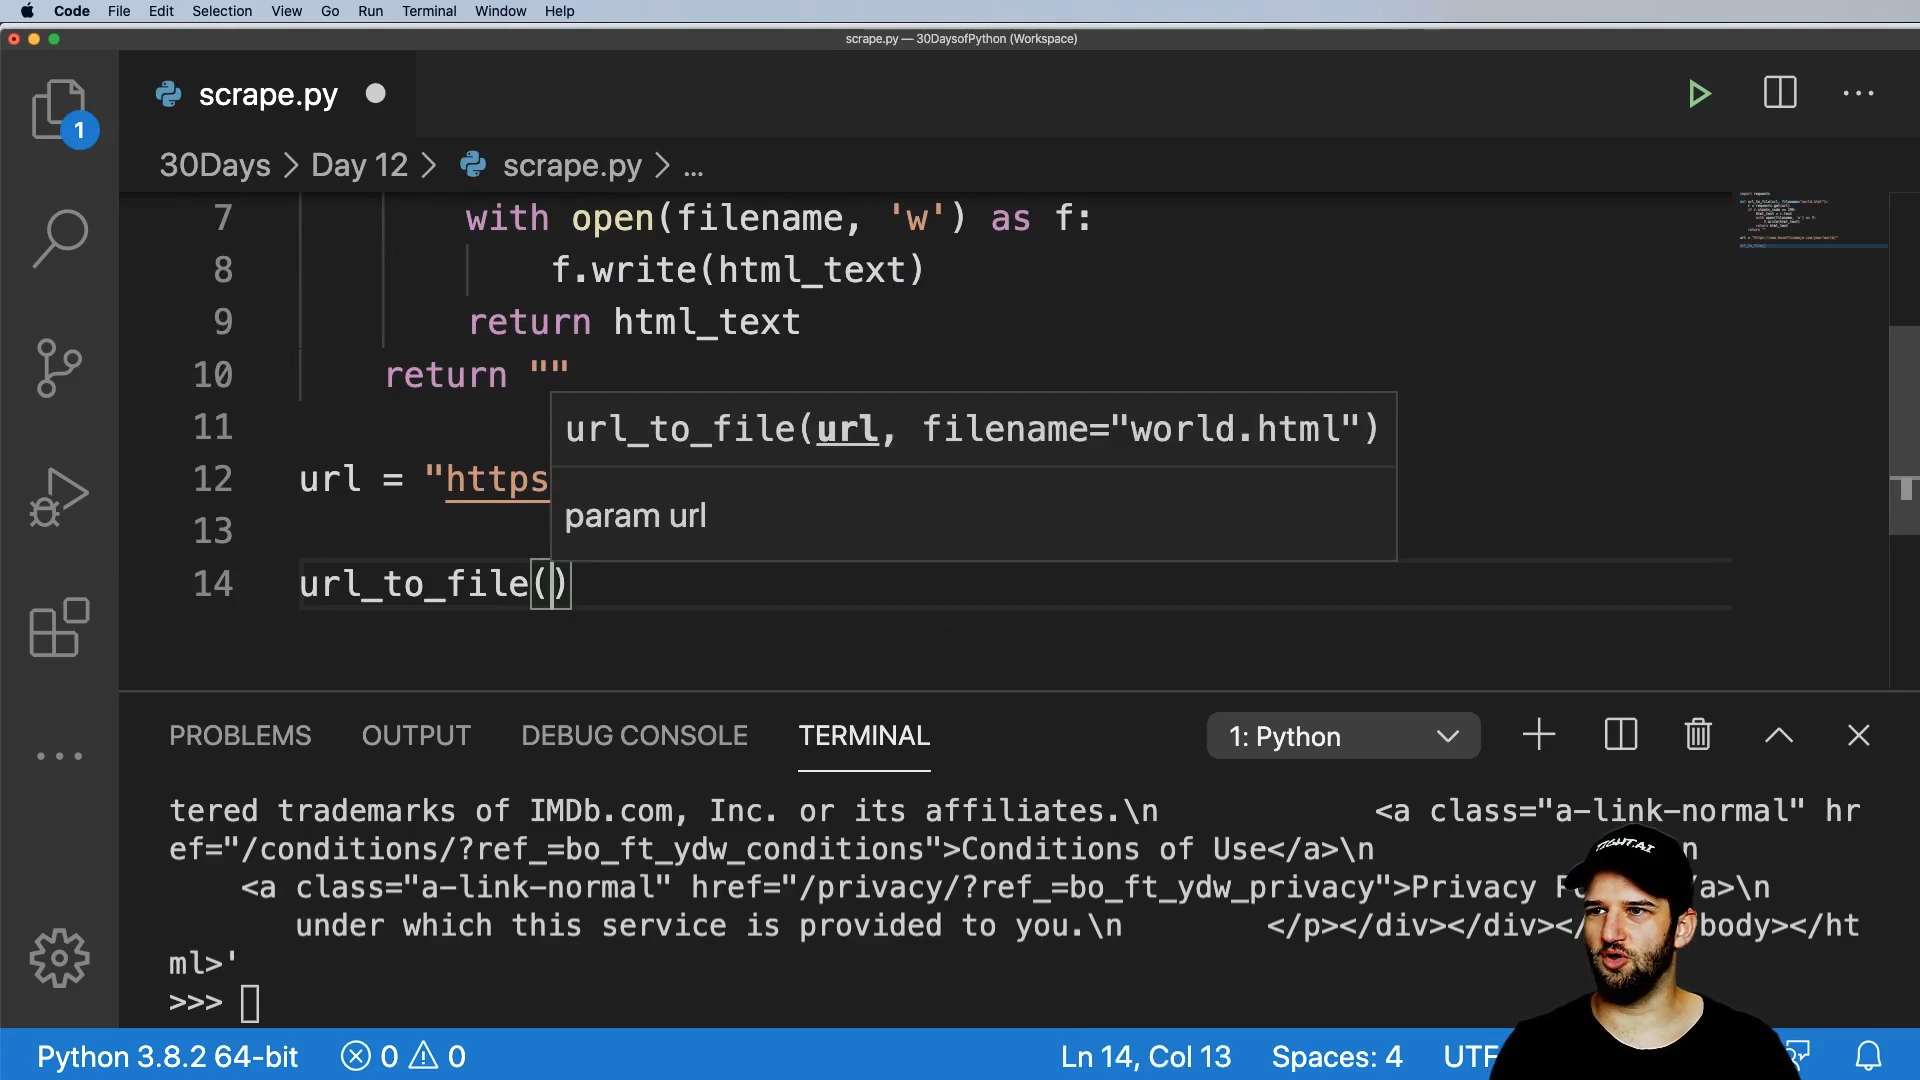 Code File Edit Selection View Go Run Terminal Window Help
scrape.py — 30DaysofPython (Workspace)
scrape.py
1
30Days > Day 12 > scrape.py > ...
7 with open(filename, 'w') as f:
8 f.write(html_text)
9 return html_text
10 return ""
11
url_to_file(url, filename="world.html")
12 url = "https
param url
13
14 url_to_file()
PROBLEMS OUTPUT DEBUG CONSOLE TERMINAL 1: Python
tered trademarks of IMDb.com, Inc. or its affiliates.\n <a class="a-link-normal" hr
ef="/conditions/?ref_=bo_ft_ydw_conditions">Conditions of Use</a>\n n
<a class="a-link-normal" href="/privacy/?ref_=bo_ft_ydw_privacy">Privacy /a>\n
under which this service is provided to you.\n </p></div></div></ body></ht
ml>'
>>>
Python 3.8.2 64-bit 0 0 Ln 14, Col 13 Spaces: 4 UTF